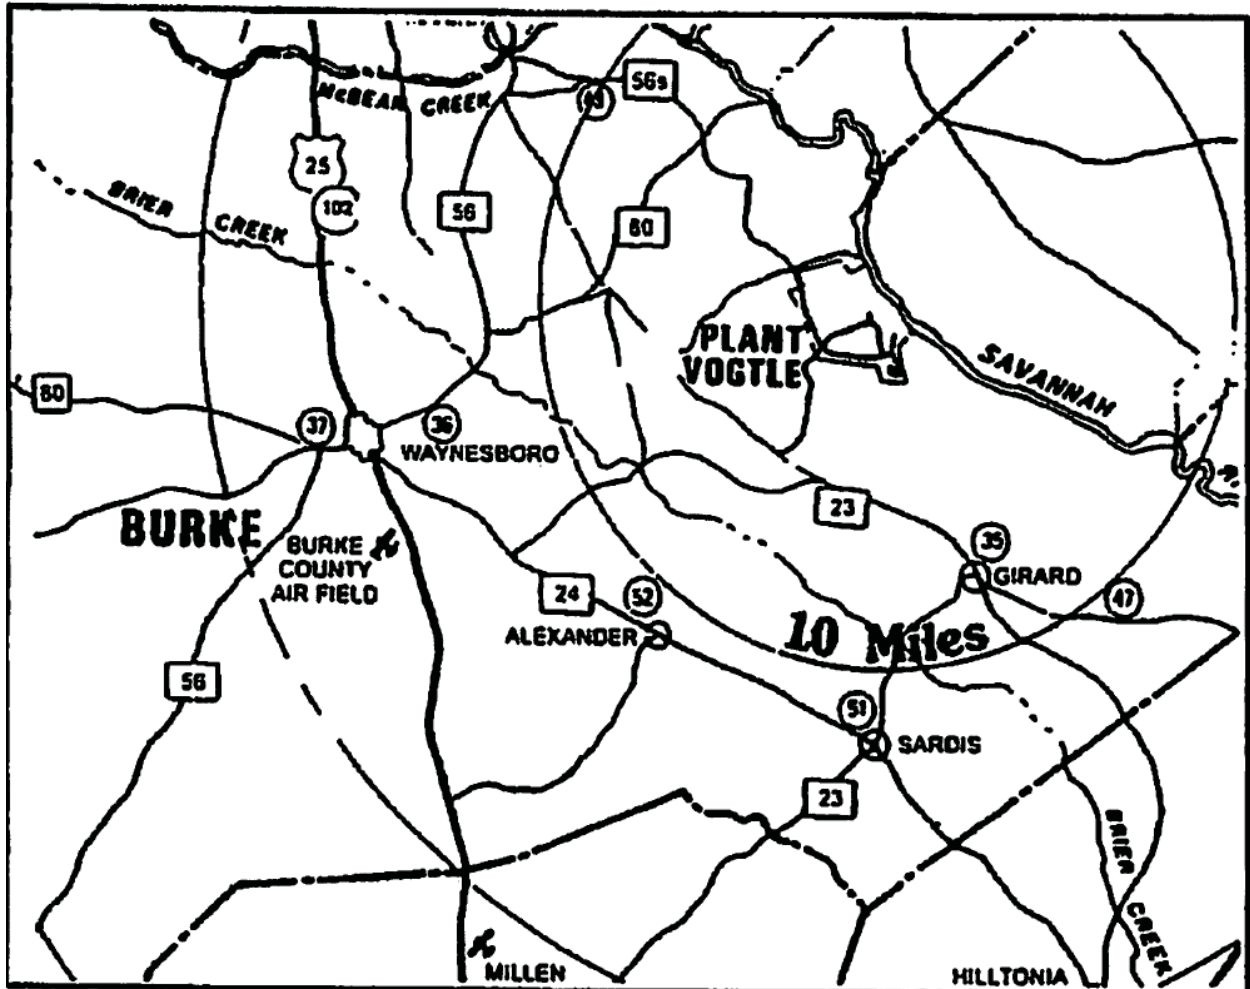 56s
McBEAN CREEK
43
25
BRIER CREEK
102
56
80
PLANT
VOGTLE
SAVANNAH
80
37
36
WAYNESBORO
BURKE
23
BURKE
COUNTY
AIR FIELD
35
GIRARD
24
52
47
ALEXANDER
10 Miles
56
51
SARDIS
23
BRIER CREEK
MILLEN
HILLTONIA